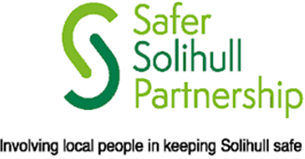 Safer
Solihull
Partnership
Involving local people in keeping Solihull safe